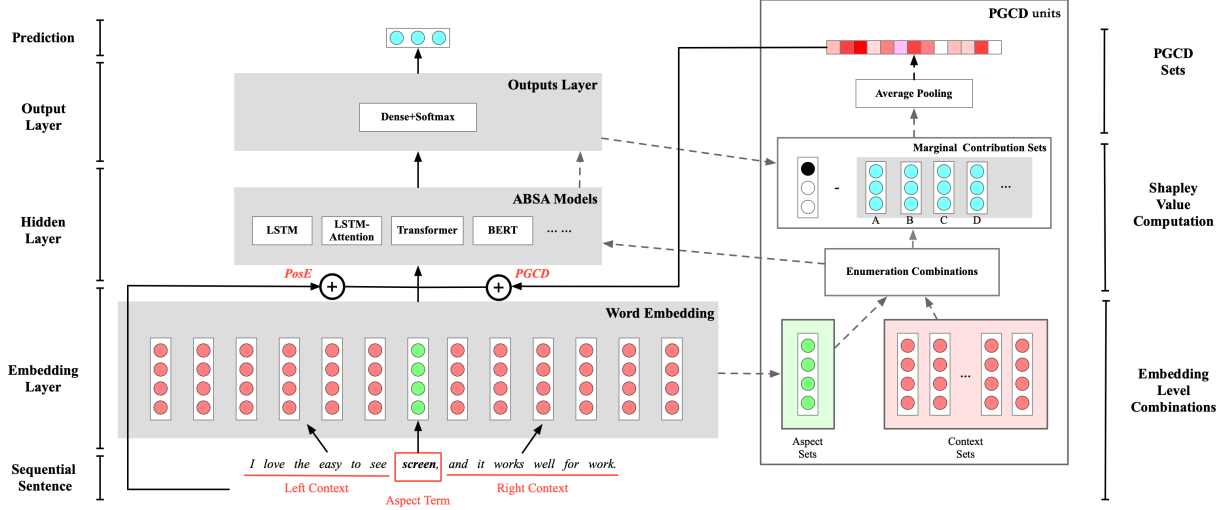 Prediction
Output
Layer
Hidden
Layer
Embedding
Layer
Sequential
Sentence
Outputs Layer
Dense+Softmax
ABSA Models
LSTM
LSTM-
Attention
Transformer
BERT
... ...
PosE
+
+
PGCD
Word Embedding
I love the easy to see screen, and it works well for work.
Left Context
Aspect Term
Right Context
PGCD units
Average Pooling
Marginal Contribution Sets
-
...
A B C D
Enumeration Combinations
...
Aspect
Sets
Context
Sets
PGCD
Sets
Shapley
Value
Computation
Embedding
Level
Combinations